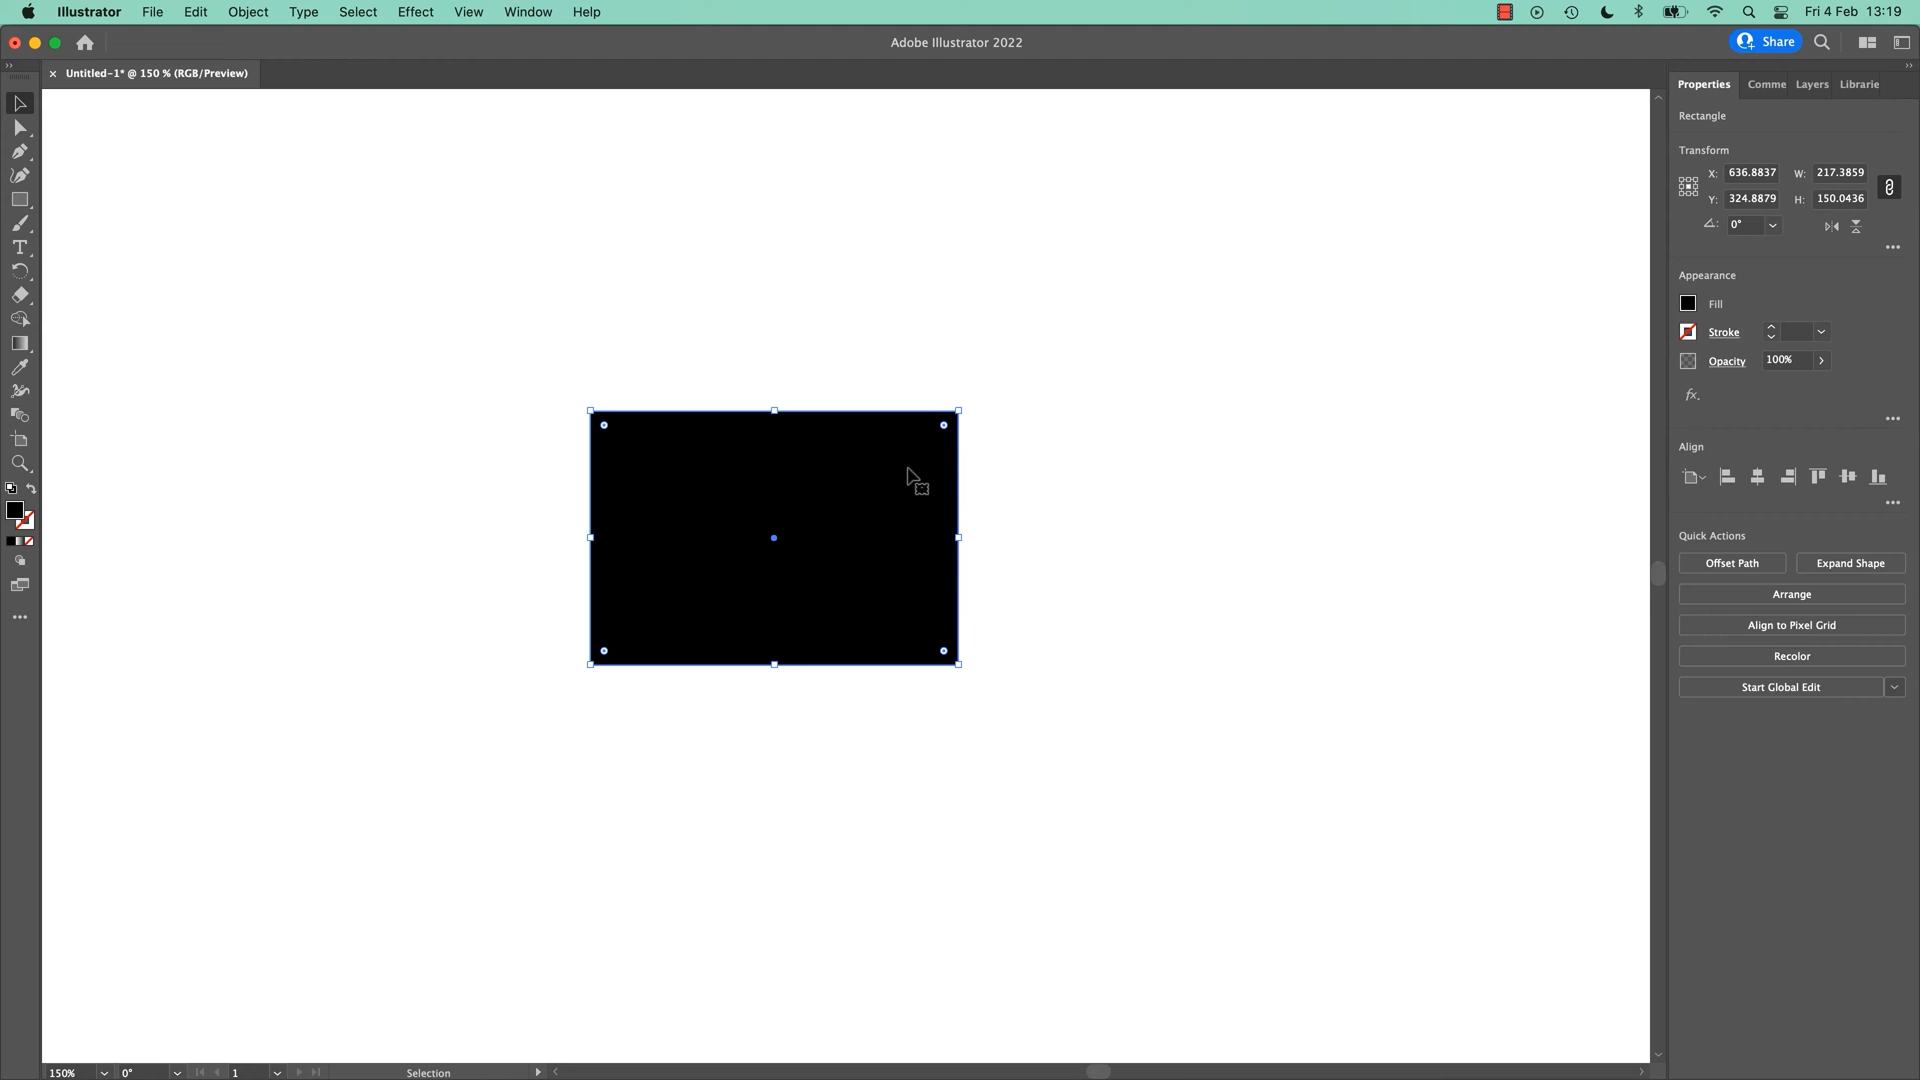 Illustrator File Edit Object Type Select Effect View Window Help Fri 4 Feb 13:19
Adobe Illustrator 2022 Share
Untitled-1* @ 150 % (RGB/Preview)
Properties Comme Layers Librarie
Rectangle
Transform
X: 636.8837 W: 217.3859
Y: 324.8879 H: 150.0436
0°
Appearance
Fill
Stroke
Opacity 100%
fx.
Align
Quick Actions
Offset Path Expand Shape
Arrange
Align to Pixel Grid
Recolor
Start Global Edit
150% 0° 1 Selection